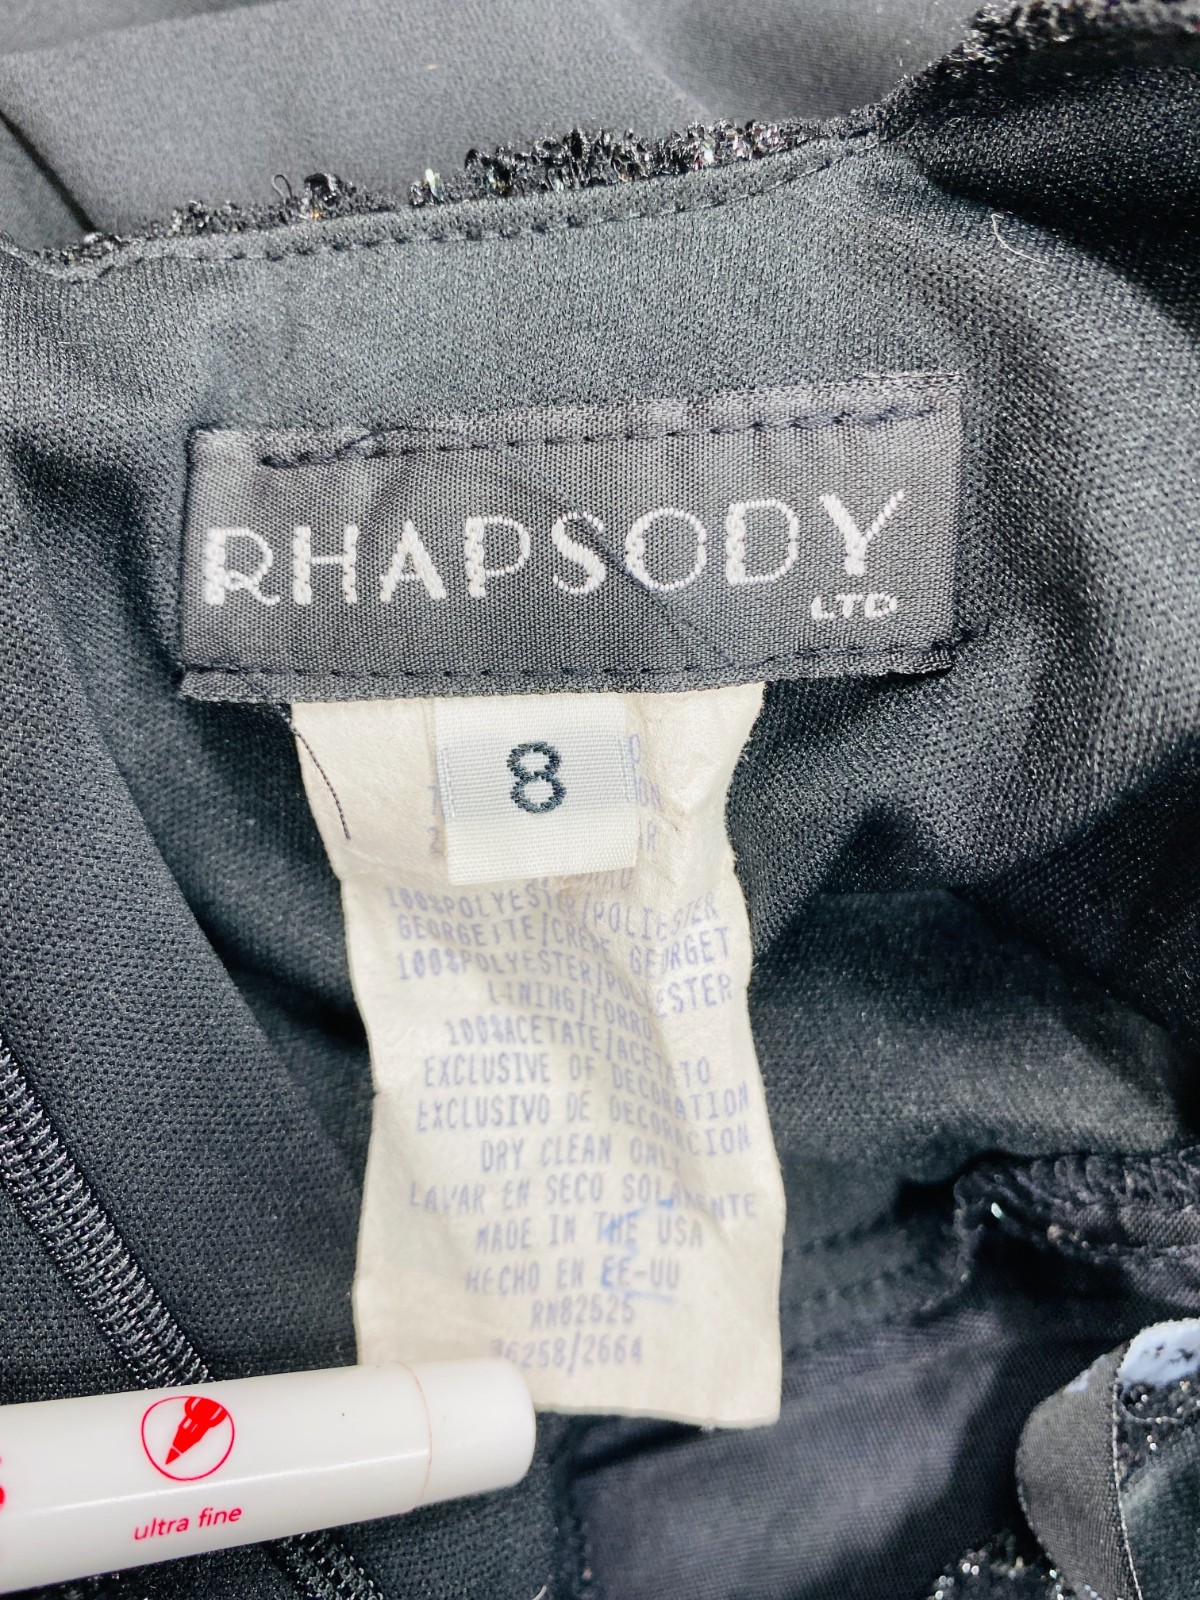 RHAPSODY
LTD.
8
100%POLYESTER/POLIESTER
GEORGETTE/CREPE GEORGET
100%POLYESTER/POLIESTER
LINING/FORRO
100%ACETATE/ACETATO
EXCLUSIVE OF DECORATION
EXCLUSIVO DE DECORACION
DRY CLEAN ONLY
LAVAR EN SECO SOLAMENTE
MADE IN THE USA
HECHO EN EE-UU
RN82525
6258/2664
ultra fine